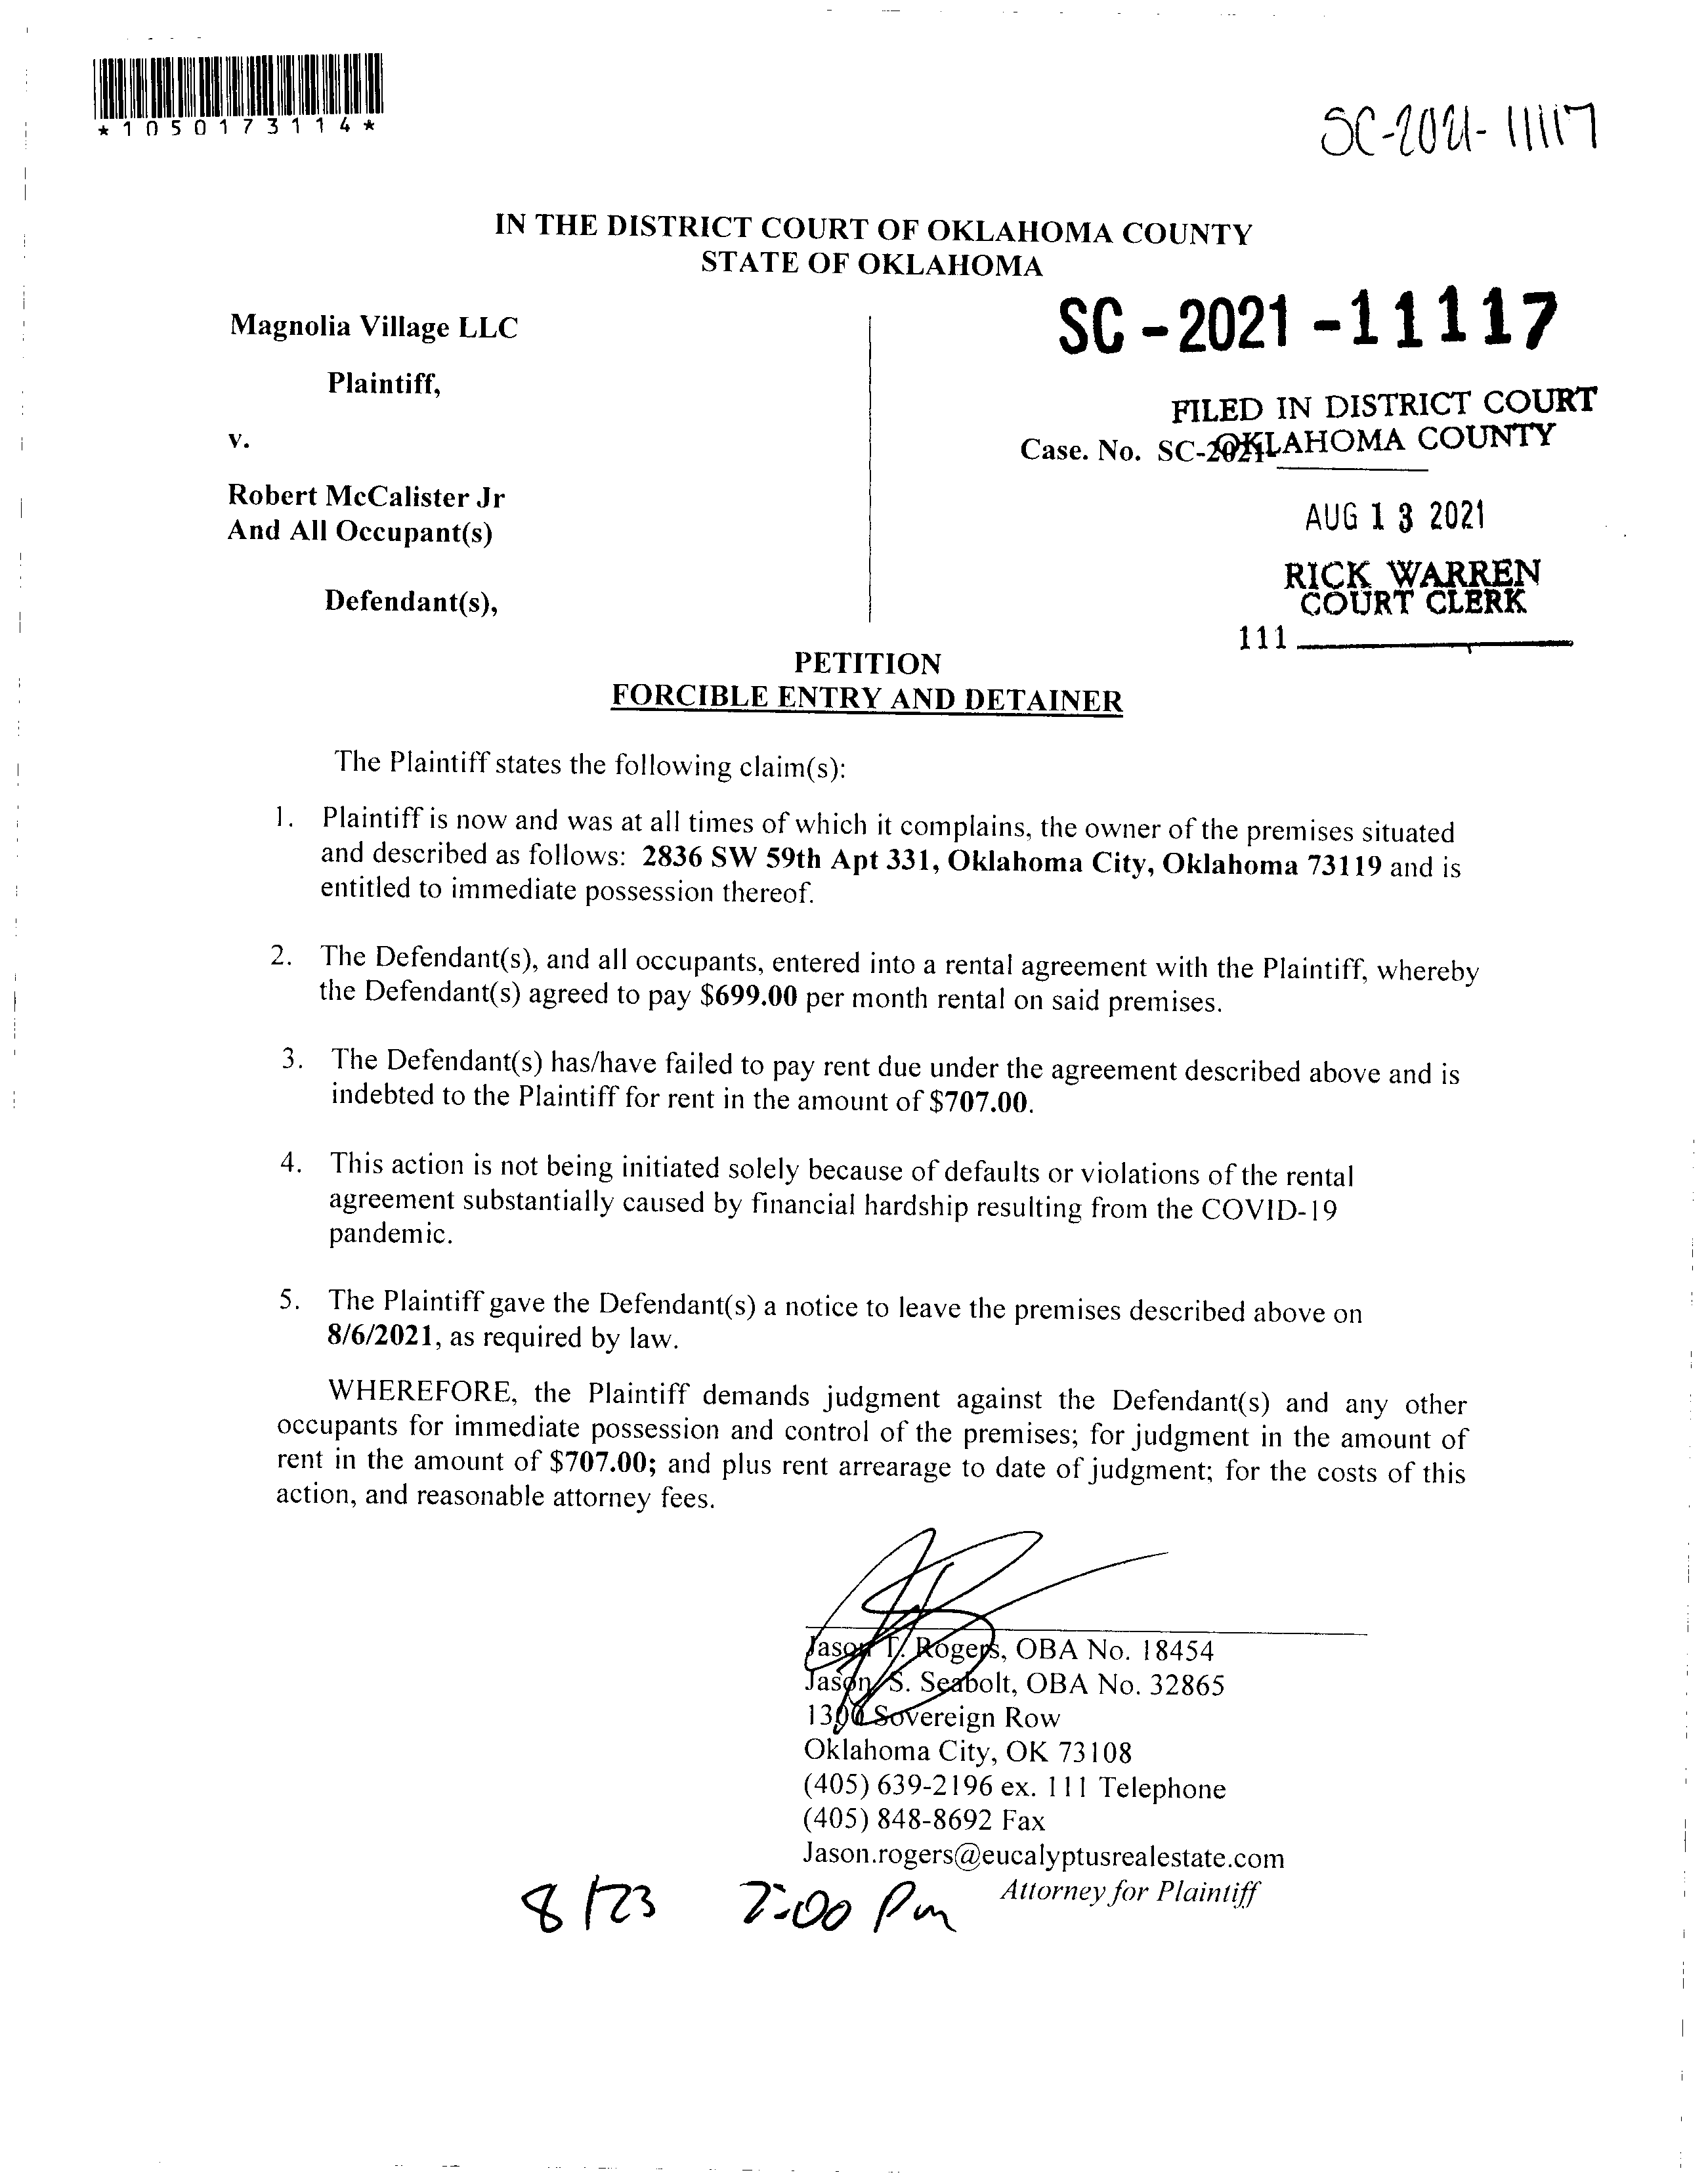 *1050173114*
SC-2021-11117
IN THE DISTRICT COURT OF OKLAHOMA COUNTY
STATE OF OKLAHOMA
Magnolia Village LLC
Plaintiff,
v.
Robert McCalister Jr
And All Occupant(s)
Defendant(s),
SC-2021-11117
FILED IN DISTRICT COURT
OKLAHOMA COUNTY
Case. No. SC-2021-
AUG 13 2021
RICK WARREN
COURT CLERK
111
PETITION
FORCIBLE ENTRY AND DETAINER
The Plaintiff states the following claim(s):
1. Plaintiff is now and was at all times of which it complains, the owner of the premises situated
and described as follows: 2836 SW 59th Apt 331, Oklahoma City, Oklahoma 73119 and is
entitled to immediate possession thereof.
2. The Defendant(s), and all occupants, entered into a rental agreement with the Plaintiff, whereby
the Defendant(s) agreed to pay $699.00 per month rental on said premises.
3. The Defendant(s) has/have failed to pay rent due under the agreement described above and is
indebted to the Plaintiff for rent in the amount of $707.00.
4. This action is not being initiated solely because of defaults or violations of the rental
agreement substantially caused by financial hardship resulting from the COVID-19
pandemic.
5. The Plaintiff gave the Defendant(s) a notice to leave the premises described above on
8/6/2021, as required by law.
WHEREFORE, the Plaintiff demands judgment against the Defendant(s) and any other
occupants for immediate possession and control of the premises; for judgment in the amount of
rent in the amount of $707.00; and plus rent arrearage to date of judgment; for the costs of this
action, and reasonable attorney fees.
Jason T. Rogers, OBA No. 18454
Jason S. Seabolt, OBA No. 32865
1300 Sovereign Row
Oklahoma City, OK 73108
(405) 639-2196 ex. 111 Telephone
(405) 848-8692 Fax
Jason.rogers@eucalyptusrealestate.com
Attorney for Plaintiff
8/23 2:00 Pm